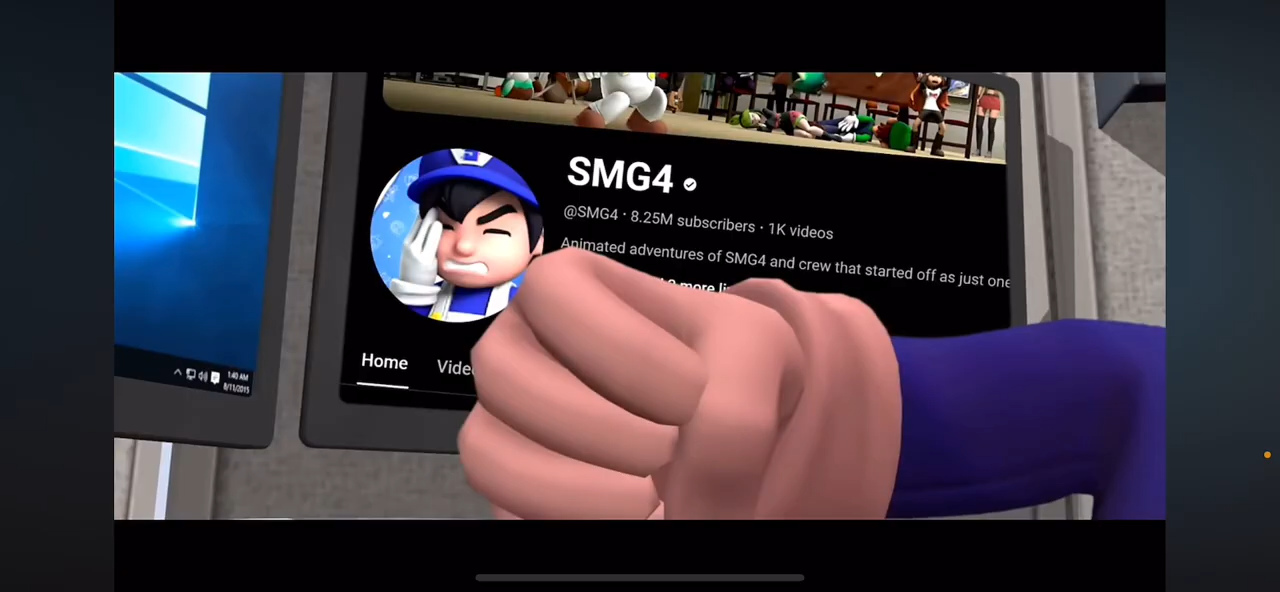 SMG4
@SMG4 · 8.25M subscribers · 1K videos
Animated adventures of SMG4 and crew that started off as just one
more
Home
1:40 AM
8/11/2015